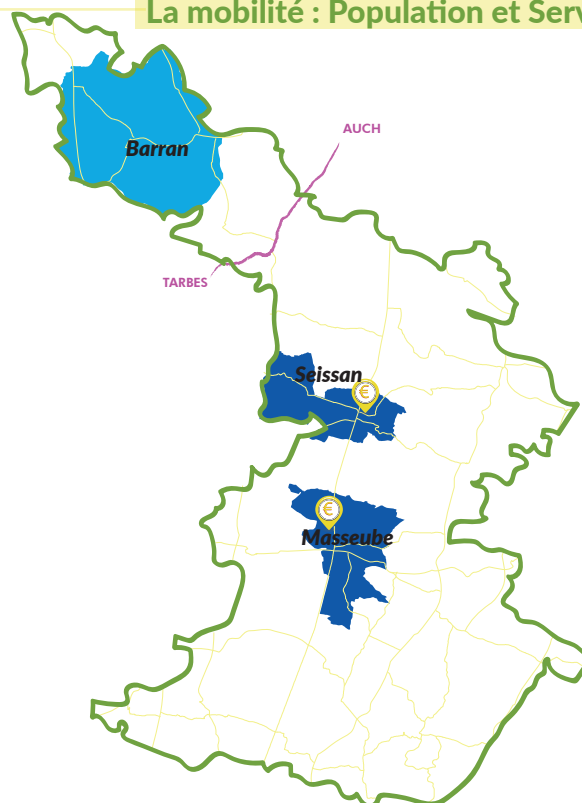 La mobilité : Population et Serv
AUCH
Barran
TARBES
Seissan
€
€
Masseube